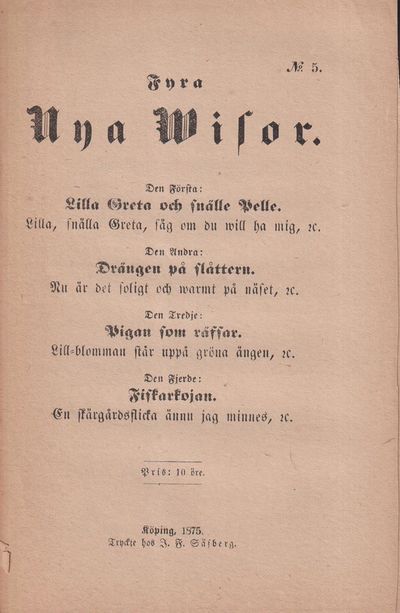 № 5.
Fyra
Nya Wisor.
Den Första:
Lilla Greta och snälle Pelle.
Lilla, snälla Greta, säg om du will ha mig, ꝛc.
Den Andra:
Drängen på slåttern.
Nu är det soligt och warmt på näset, ꝛc.
Den Tredje:
Pigan som räfsar.
Lill-blomman står uppå gröna ängen, ꝛc.
Den Fjerde:
Fiskarkojan.
En skärgårdsflicka ännu jag minnes, ꝛc.
Pris: 10 öre.
Köping, 1875.
Tryckt hos J. F. Säfberg.